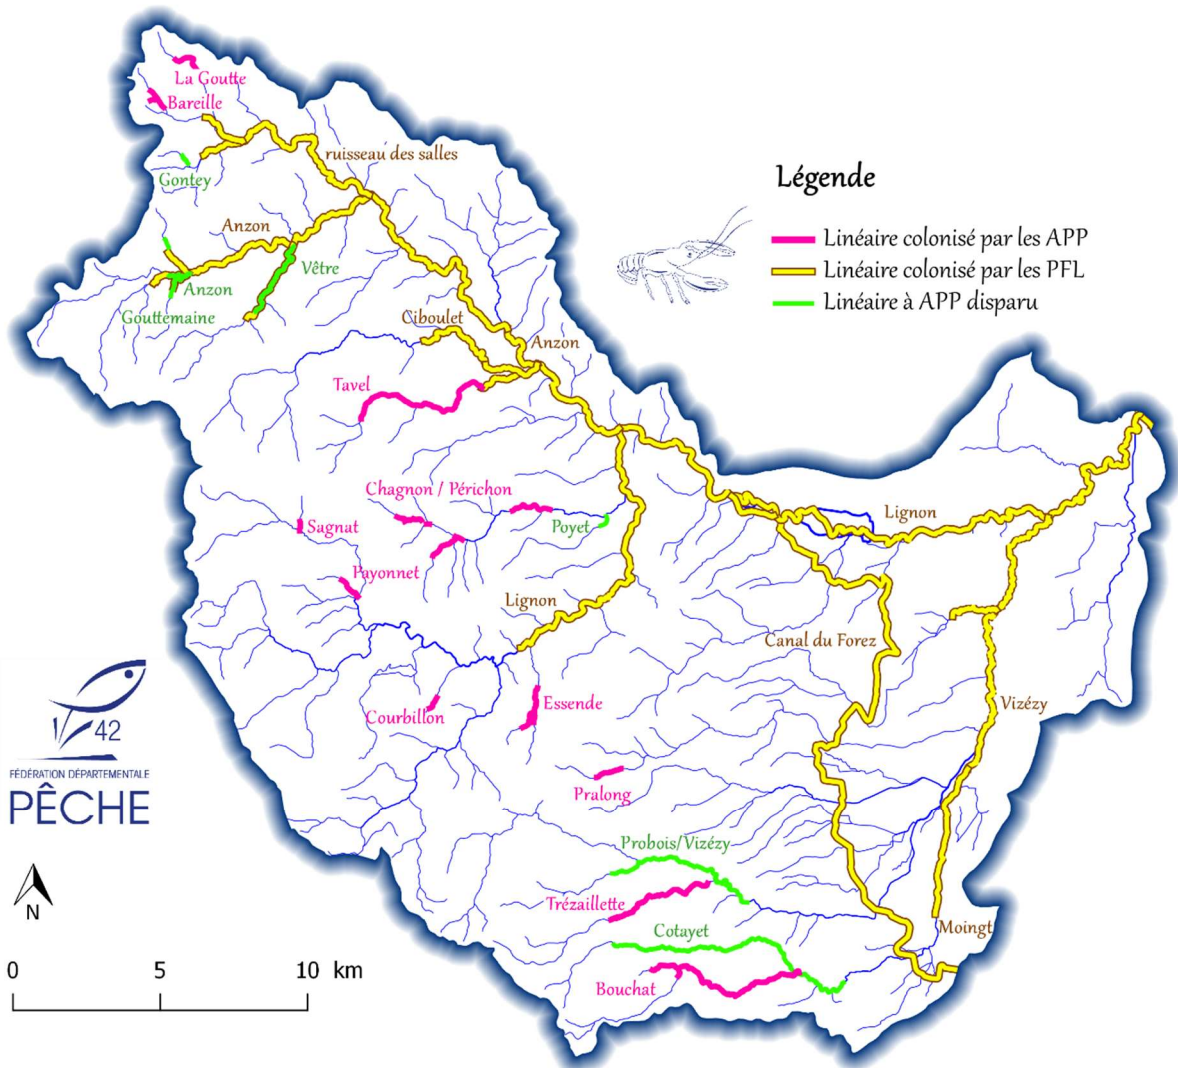 La Goutte
Bareille
ruisseau des salles
Gontey
Légende
Anzon
Linéaire colonisé par les APP
Vêtre
Linéaire colonisé par les PFL
Anzon
Linéaire à APP disparu
Gouttemaine
Ciboulet
Anzon
Tavel
Chagnon / Périchon
Lignon
Sagnat
Poyet
Payonnet
Lignon
Canal du Forez
42
FÉDÉRATION DÉPARTEMENTALE
PÊCHE
Essende
Vizézy
Courbillon
Pralong
Probois/Vizézy
Trézaillette
N
Moingt
Cotayet
0 5 10 km
Bouchat